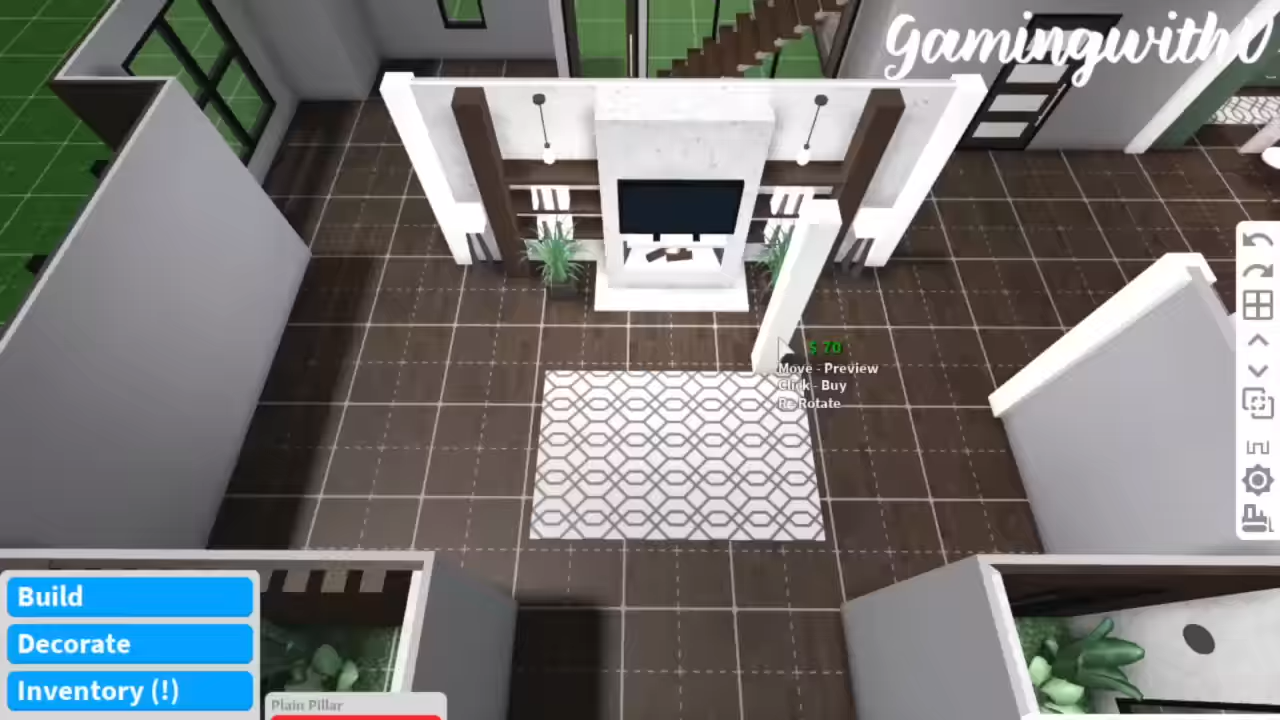 GamingwithV
$ 70
Move - Preview
Click - Buy
R - Rotate
Build
Decorate
Inventory (!)
Plain Pillar